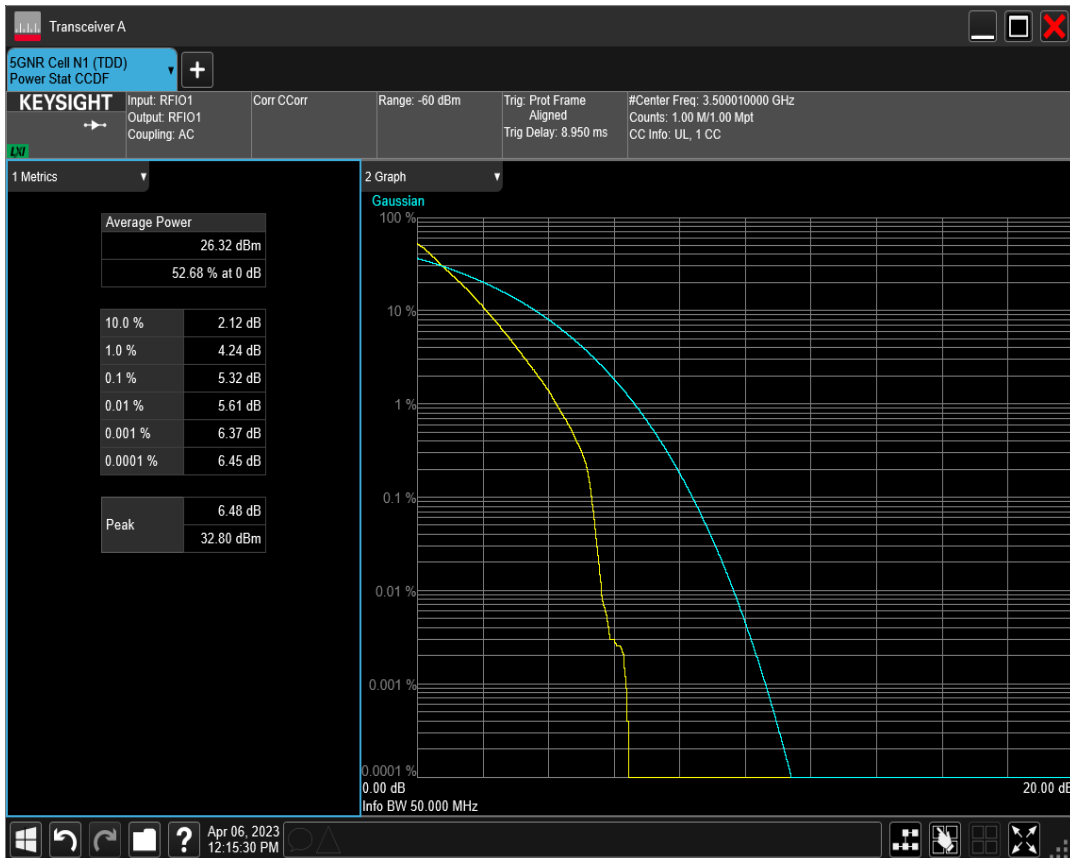 Transceiver A
5GNR Cell N1 (TDD)
Power Stat CCDF
+
KEYSIGHT
LXI
Input: RFIO1
Output: RFIO1
Coupling: AC
Corr CCorr
Range: -60 dBm
Trig: Prot Frame
Aligned
Trig Delay: 8.950 ms
#Center Freq: 3.500010000 GHz
Counts: 1.00 M/1.00 Mpt
CC Info: UL, 1 CC
1 Metrics
Average Power
26.32 dBm
52.68 % at 0 dB
10.0 % 2.12 dB
1.0 % 4.24 dB
0.1 % 5.32 dB
0.01 % 5.61 dB
0.001 % 6.37 dB
0.0001 % 6.45 dB
Peak 6.48 dB
32.80 dBm
2 Graph
Gaussian
100 %
10 %
1 %
0.1 %
0.01 %
0.001 %
0.0001 %
0.00 dB 20.00 dB
Info BW 50.000 MHz
? Apr 06, 2023
12:15:30 PM